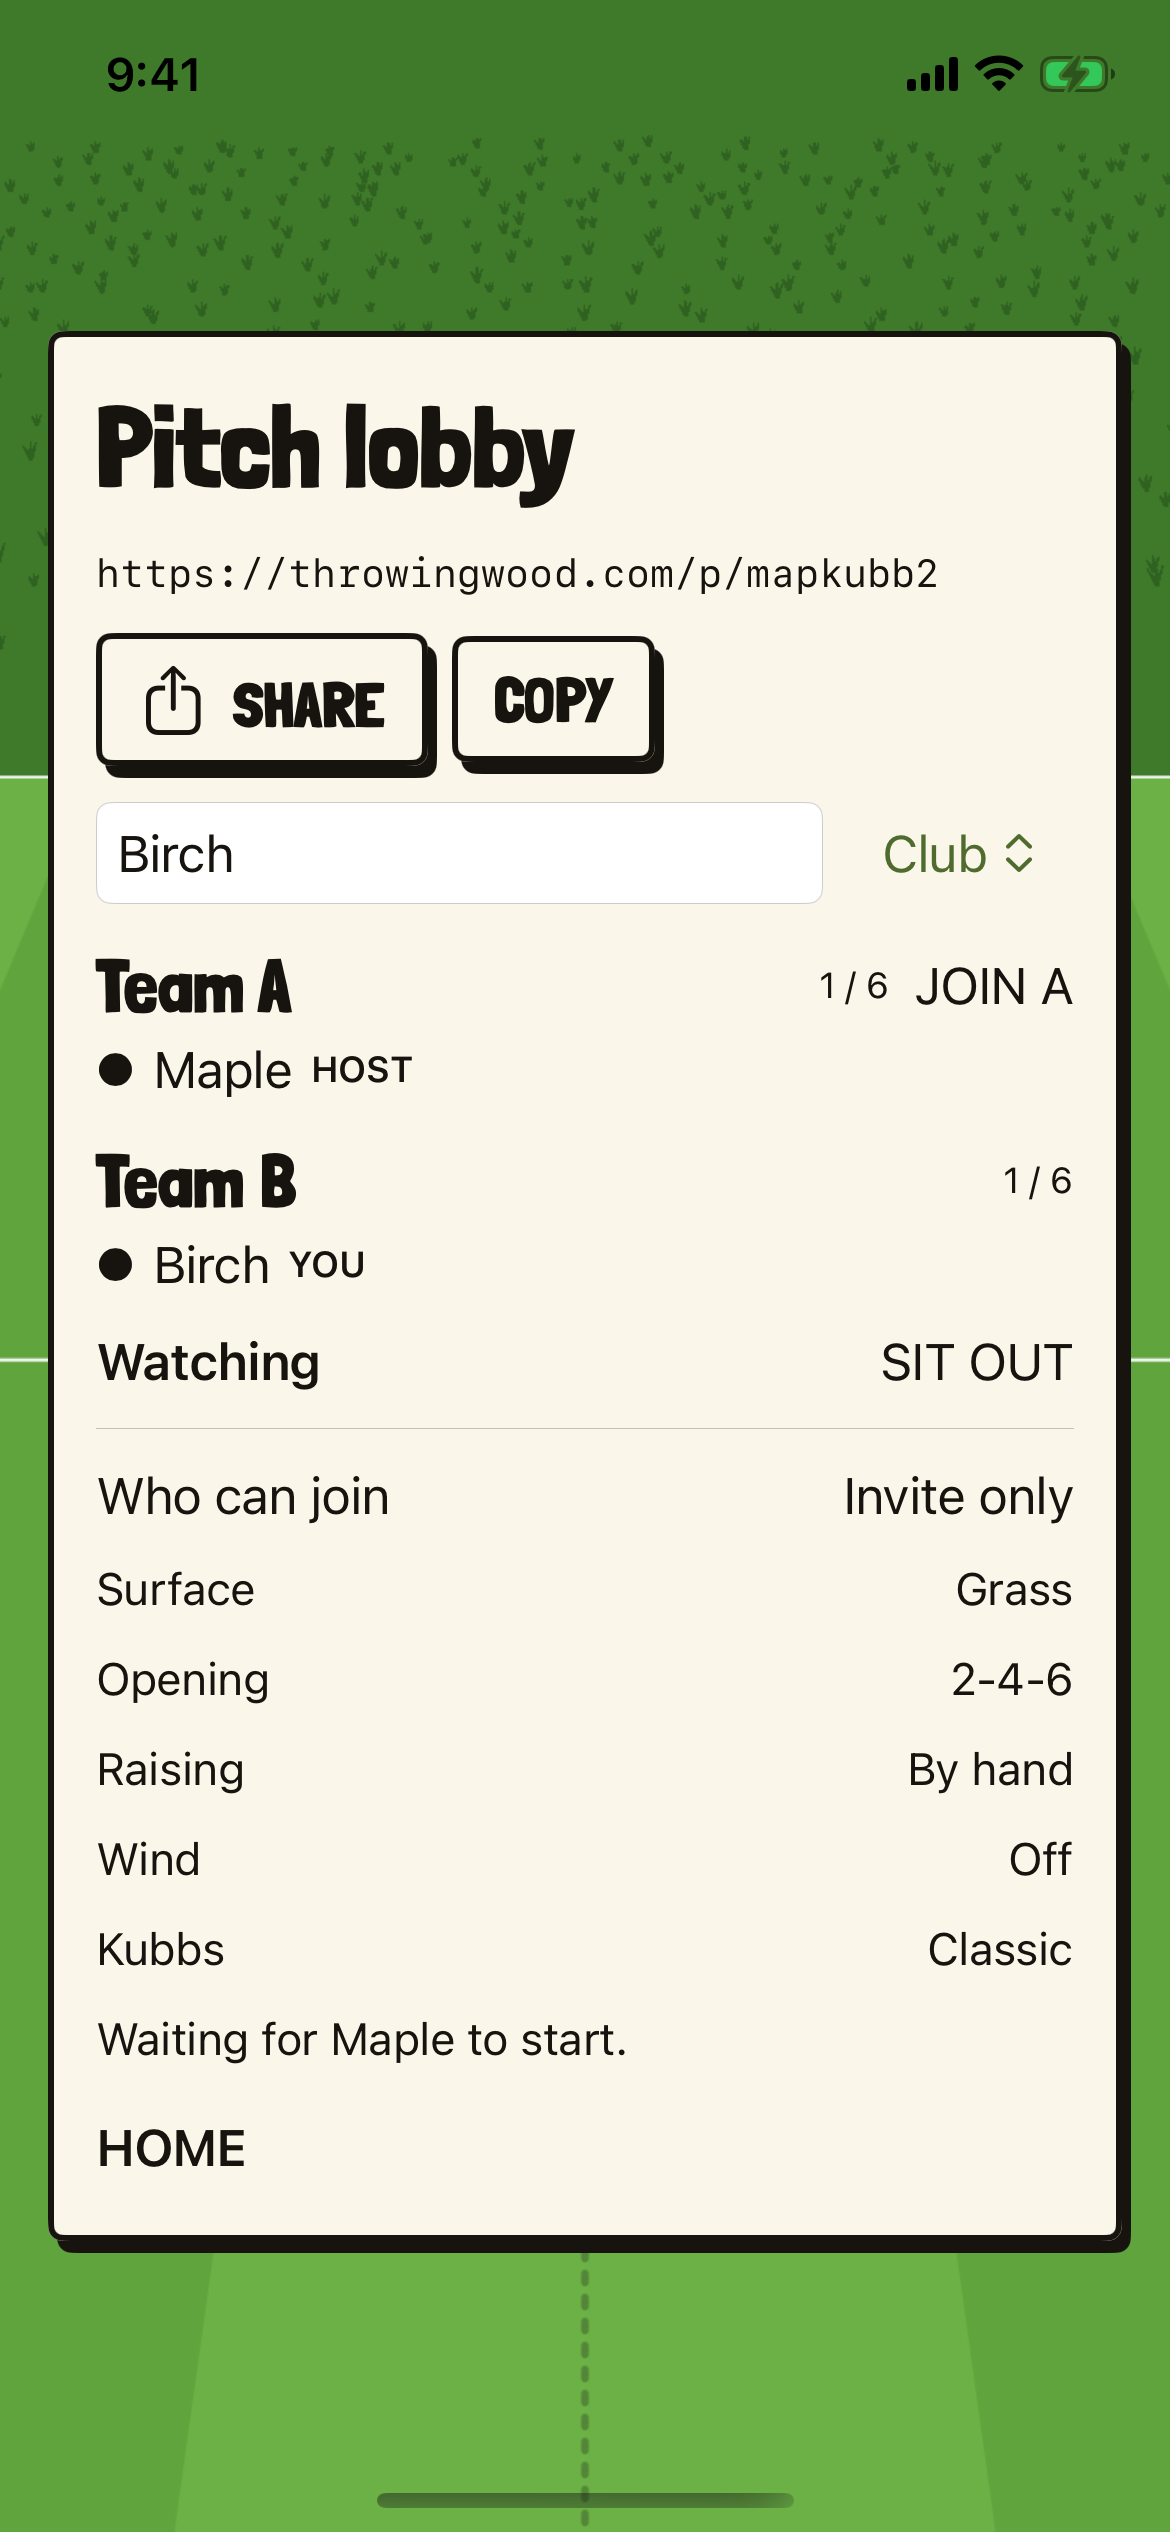 9:41
Pitch lobby
https://throwingwood.com/p/mapkubb2
SHARE COPY
Birch Club
Team A 1 / 6 JOIN A
Maple HOST
Team B 1 / 6
Birch YOU
Watching SIT OUT
Who can join Invite only
Surface Grass
Opening 2-4-6
Raising By hand
Wind Off
Kubbs Classic
Waiting for Maple to start.
HOME